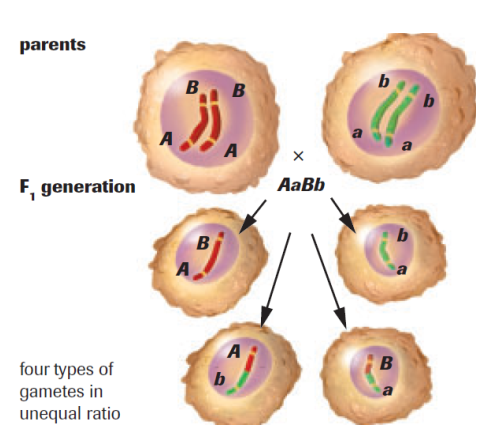 parents
B B
A A
b b
a a
×
F1 generation
AaBb
B
A
b
a
A
b
B
a
four types of
gametes in
unequal ratio